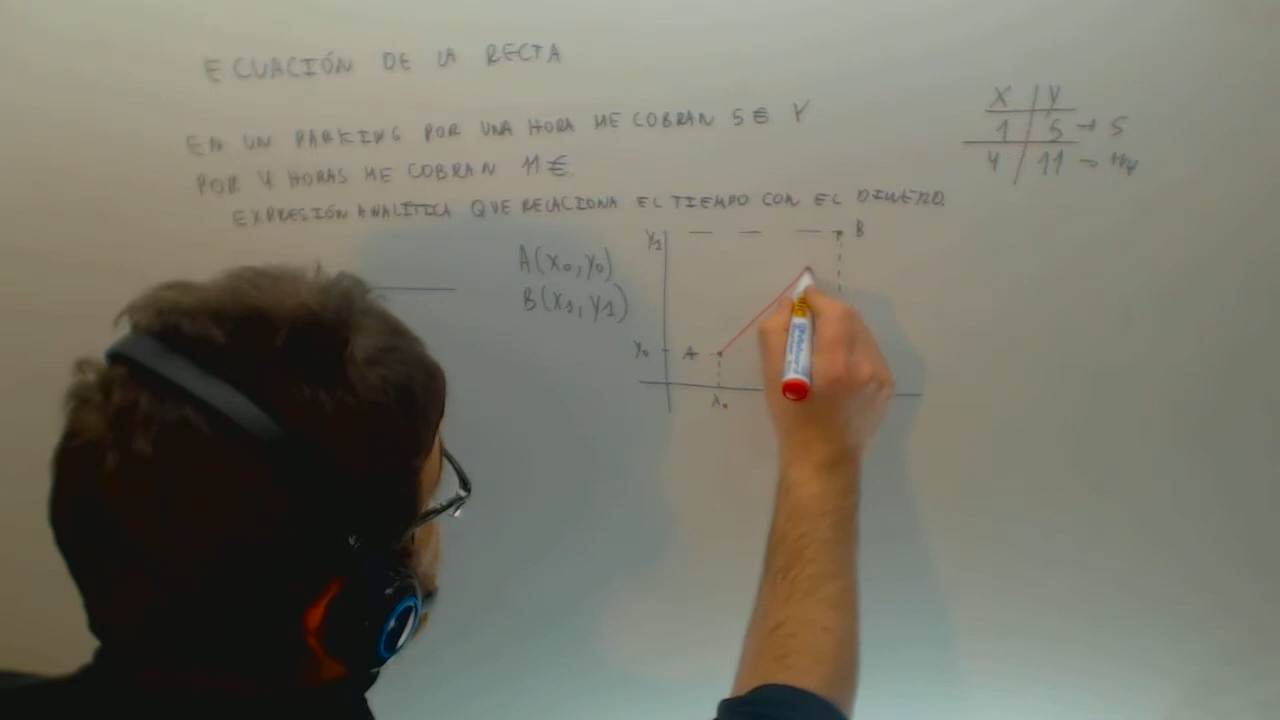 ECUACIÓN DE LA RECTA
EN UN PARKING POR UNA HORA ME COBRAN 5€ Y
POR 4 HORAS ME COBRAN 11€.
EXPRESIÓN ANALÍTICA QUE RELACIONA EL TIEMPO CON EL DINERO.
X Y
1 5 → 5
4 11 →
A(x₀, y₀)
B(x₁, y₁)
y₁ B
y₀ A